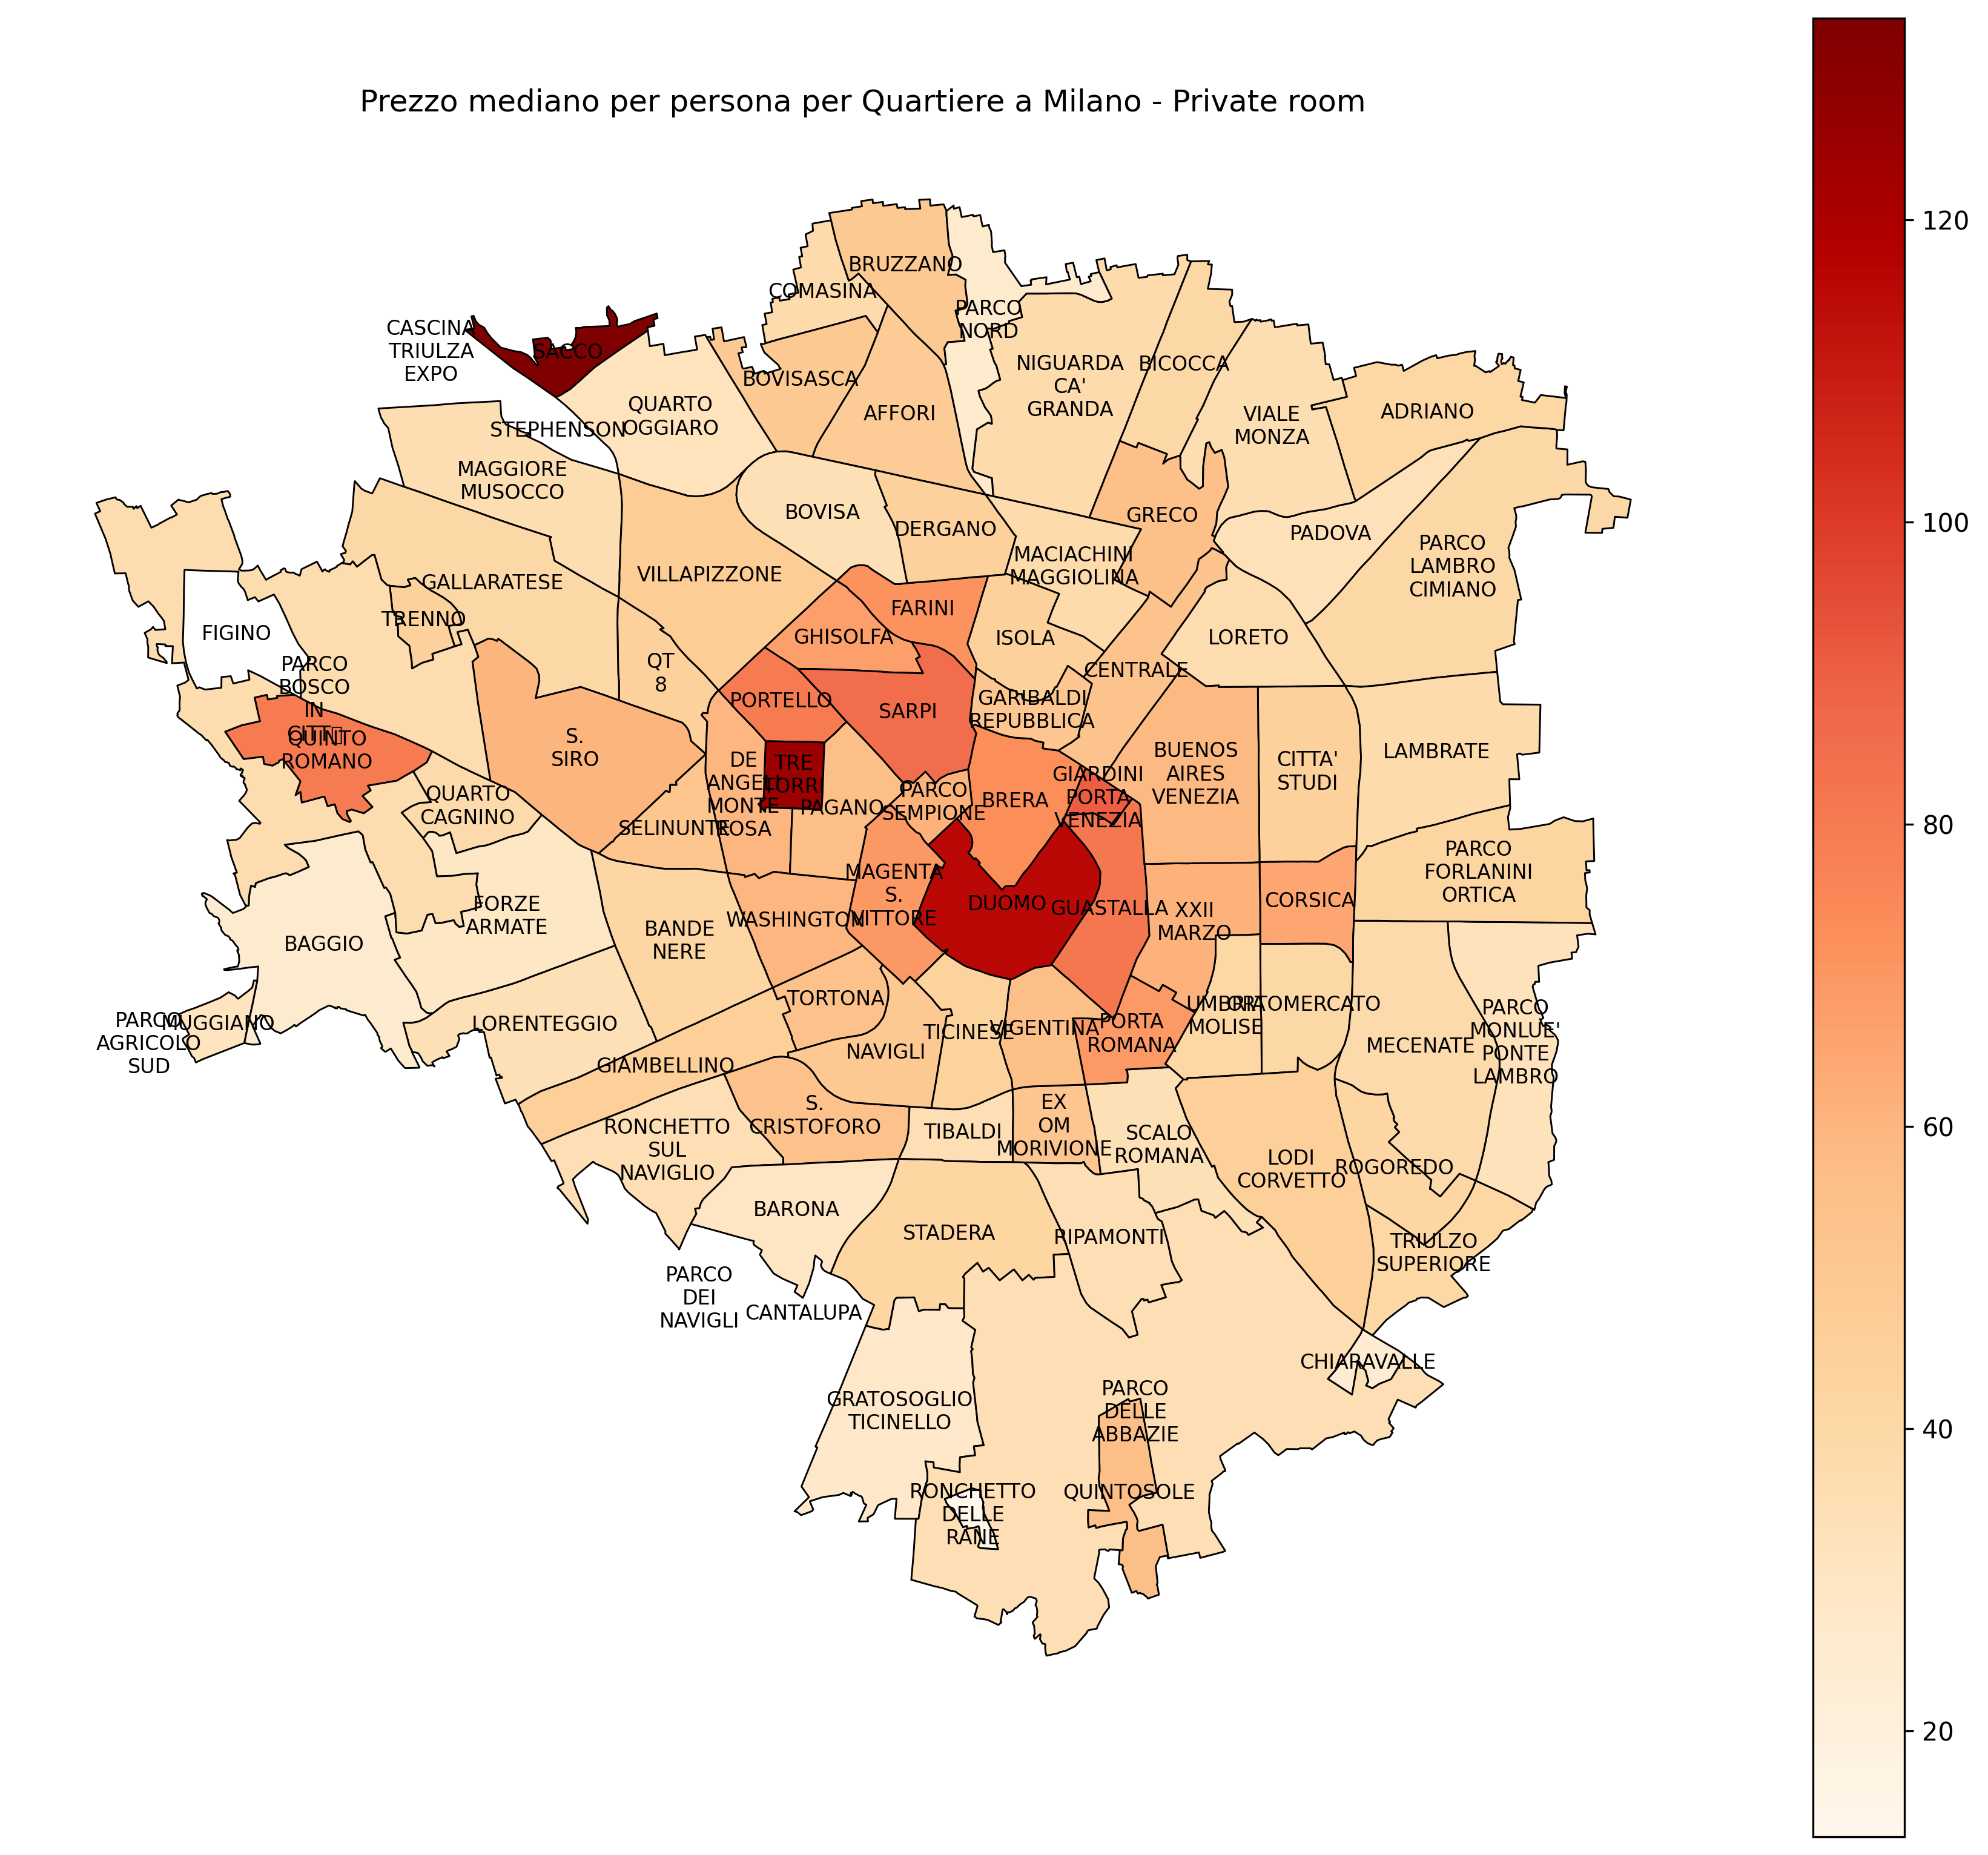 Prezzo mediano per persona per Quartiere a Milano - Private room
120
100
80
60
40
20
BRUZZANO
COMASINA
PARCO
NORD
CASCINA
TRIULZA
EXPO
SACCO
BOVISASCA
AFFORI
NIGUARDA
CA'
GRANDA
BICOCCA
QUARTO
OGGIARO
VIALE
MONZA
ADRIANO
STEPHENSON
MAGGIORE
MUSOCCO
BOVISA
DERGANO
GRECO
PADOVA
PARCO
LAMBRO
CIMIANO
MACIACHINI
MAGGIOLINA
VILLAPIZZONE
GALLARATESE
TRENNO
FIGINO
FARINI
GHISOLFA
ISOLA
LORETO
CENTRALE
QT
8
PARCO
BOSCO
IN
QUINTO
ROMANO
PORTELLO
SARPI
GARIBALDI
REPUBBLICA
S.
SIRO
DE
ANGELI
MONTE
ROSA
TRE
TORRI
PAGANO
PARCO
SEMPIONE
BRERA
GIARDINI
PORTA
VENEZIA
BUENOS
AIRES
VENEZIA
CITTA'
STUDI
LAMBRATE
QUARTO
CAGNINO
SELINUNTE
PARCO
FORLANINI
ORTICA
MAGENTA
S.
VITTORE
DUOMO
GUASTALLA
XXII
MARZO
CORSICA
FORZE
ARMATE
WASHINGTON
BANDE
NERE
BAGGIO
TORTONA
PARCO
AGRICOLO
SUD
MUGGIANO
LORENTEGGIO
GIAMBELLINO
NAVIGLI
TICINESE
VIGENTINA
PORTA
ROMANA
UMBRIA
MOLISE
ORTOMERCATO
MECENATE
PARCO
MONLUE'
PONTE
LAMBRO
RONCHETTO
SUL
NAVIGLIO
S.
CRISTOFORO
TIBALDI
EX
OM
MORIVIONE
SCALO
ROMANA
LODI
CORVETTO
ROGOREDO
BARONA
STADERA
RIPAMONTI
TRIULZO
SUPERIORE
PARCO
DEI
NAVIGLI
CANTALUPA
CHIARAVALLE
GRATOSOGLIO
TICINELLO
PARCO
DELLE
ABBAZIE
RONCHETTO
DELLE
RANE
QUINTOSOLE